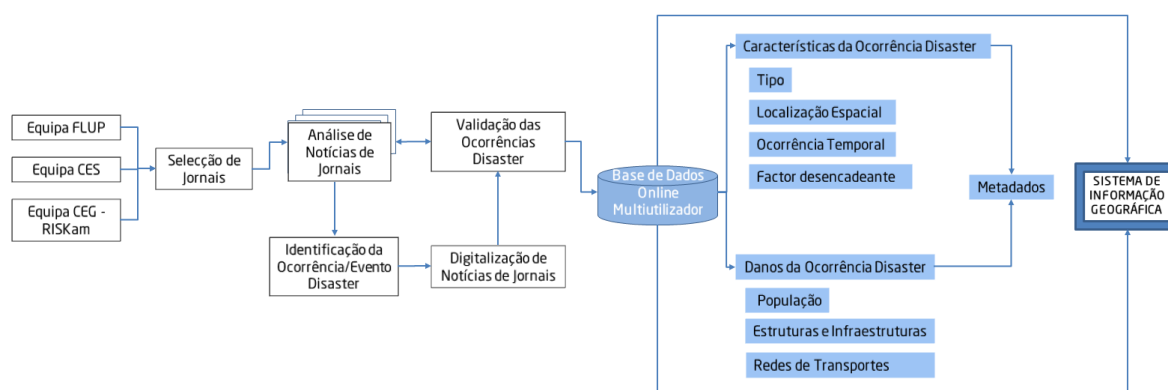 Equipa FLUP
Equipa CES
Equipa CEG -
RISKam
Selecção de
Jornais
Análise de
Notícias de
Jornais
Identificação da
Ocorrência/Evento
Disaster
Validação das
Ocorrências
Disaster
Digitalização de
Notícias de Jornais
Base de Dados
Online
Multiutilizador
Características da Ocorrência Disaster
Tipo
Localização Espacial
Ocorrência Temporal
Factor desencadeante
Danos da Ocorrência Disaster
População
Estruturas e Infraestruturas
Redes de Transportes
Metadados
SISTEMA DE
INFORMAÇÃO
GEOGRÁFICA